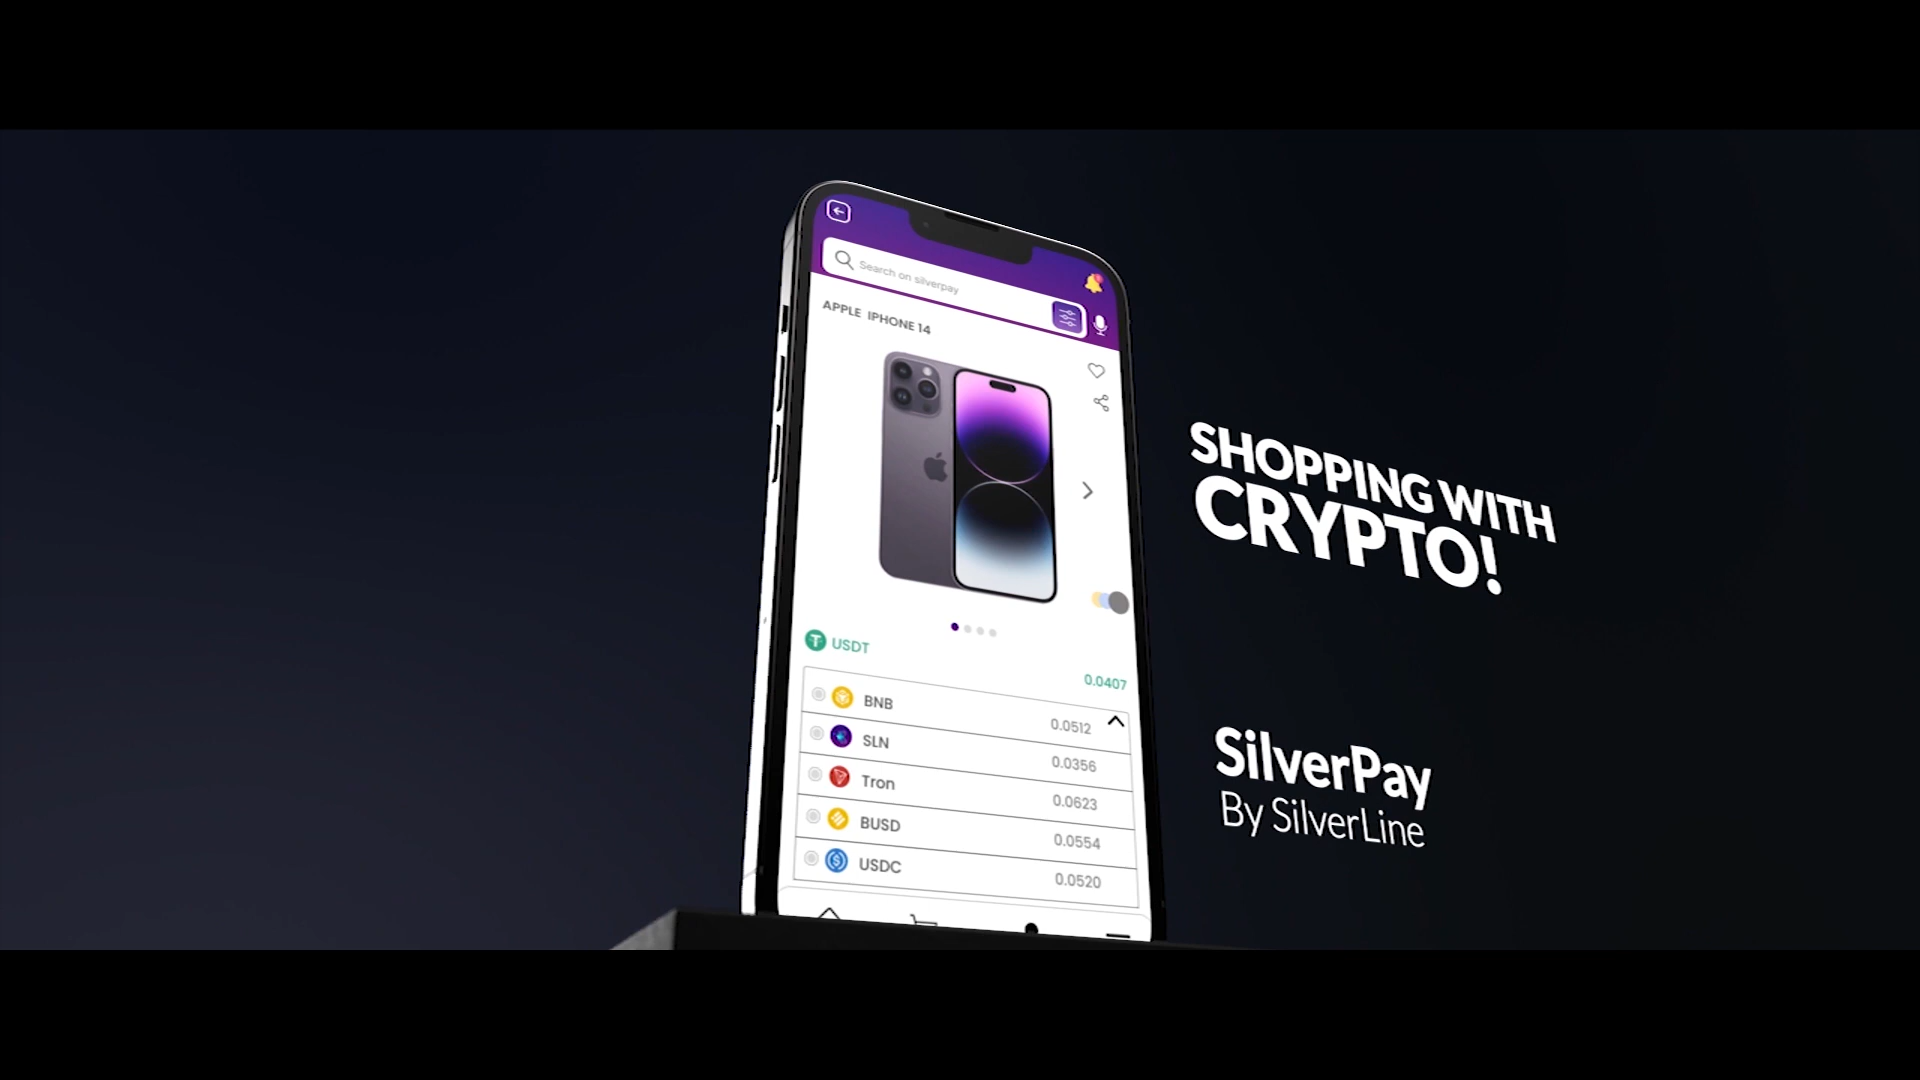 Search on silverpay
APPLE IPHONE 14
USDT
0.0407
BNB 0.0512
SLN 0.0356
Tron 0.0623
BUSD 0.0554
USDC 0.0520
SHOPPING WITH
CRYPTO!
SilverPay
By SilverLine